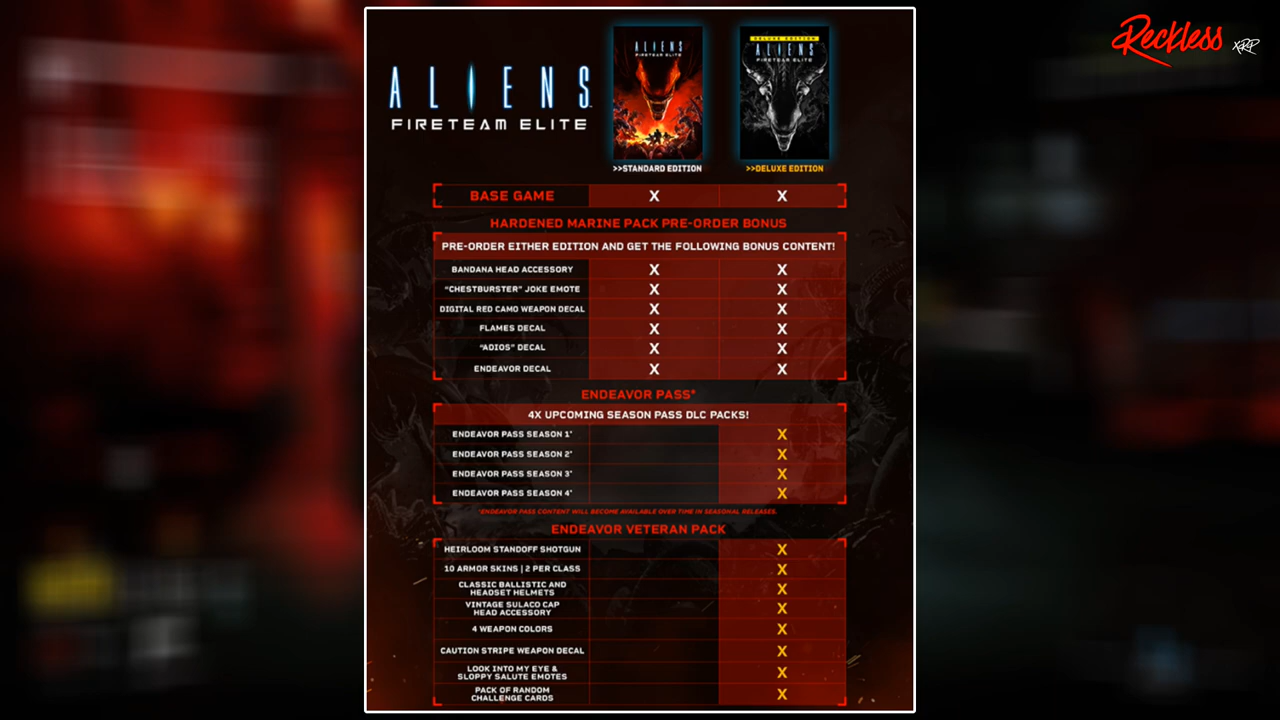 Reckless XRP
ALIENS
FIRETEAM ELITE
ALIENS
FIRETEAM ELITE
DELUXE EDITION
ALIENS
FIRETEAM ELITE
>>STANDARD EDITION >>DELUXE EDITION
BASE GAME X X
HARDENED MARINE PACK PRE-ORDER BONUS
PRE-ORDER EITHER EDITION AND GET THE FOLLOWING BONUS CONTENT!
BANDANA HEAD ACCESSORY X X
"CHESTBURSTER" JOKE EMOTE X X
DIGITAL RED CAMO WEAPON DECAL X X
FLAMES DECAL X X
"ADIOS" DECAL X X
ENDEAVOR DECAL X X
ENDEAVOR PASS*
4X UPCOMING SEASON PASS DLC PACKS!
ENDEAVOR PASS SEASON 1* X
ENDEAVOR PASS SEASON 2* X
ENDEAVOR PASS SEASON 3* X
ENDEAVOR PASS SEASON 4* X
*ENDEAVOR PASS CONTENT WILL BECOME AVAILABLE OVER TIME IN SEASONAL RELEASES.
ENDEAVOR VETERAN PACK
HEIRLOOM STANDOFF SHOTGUN X
10 ARMOR SKINS | 2 PER CLASS X
CLASSIC BALLISTIC AND
HEADSET HELMETS X
VINTAGE SULACO CAP
HEAD ACCESSORY X
4 WEAPON COLORS X
CAUTION STRIPE WEAPON DECAL X
LOOK INTO MY EYE &
SLOPPY SALUTE EMOTES X
PACK OF RANDOM
CHALLENGE CARDS X